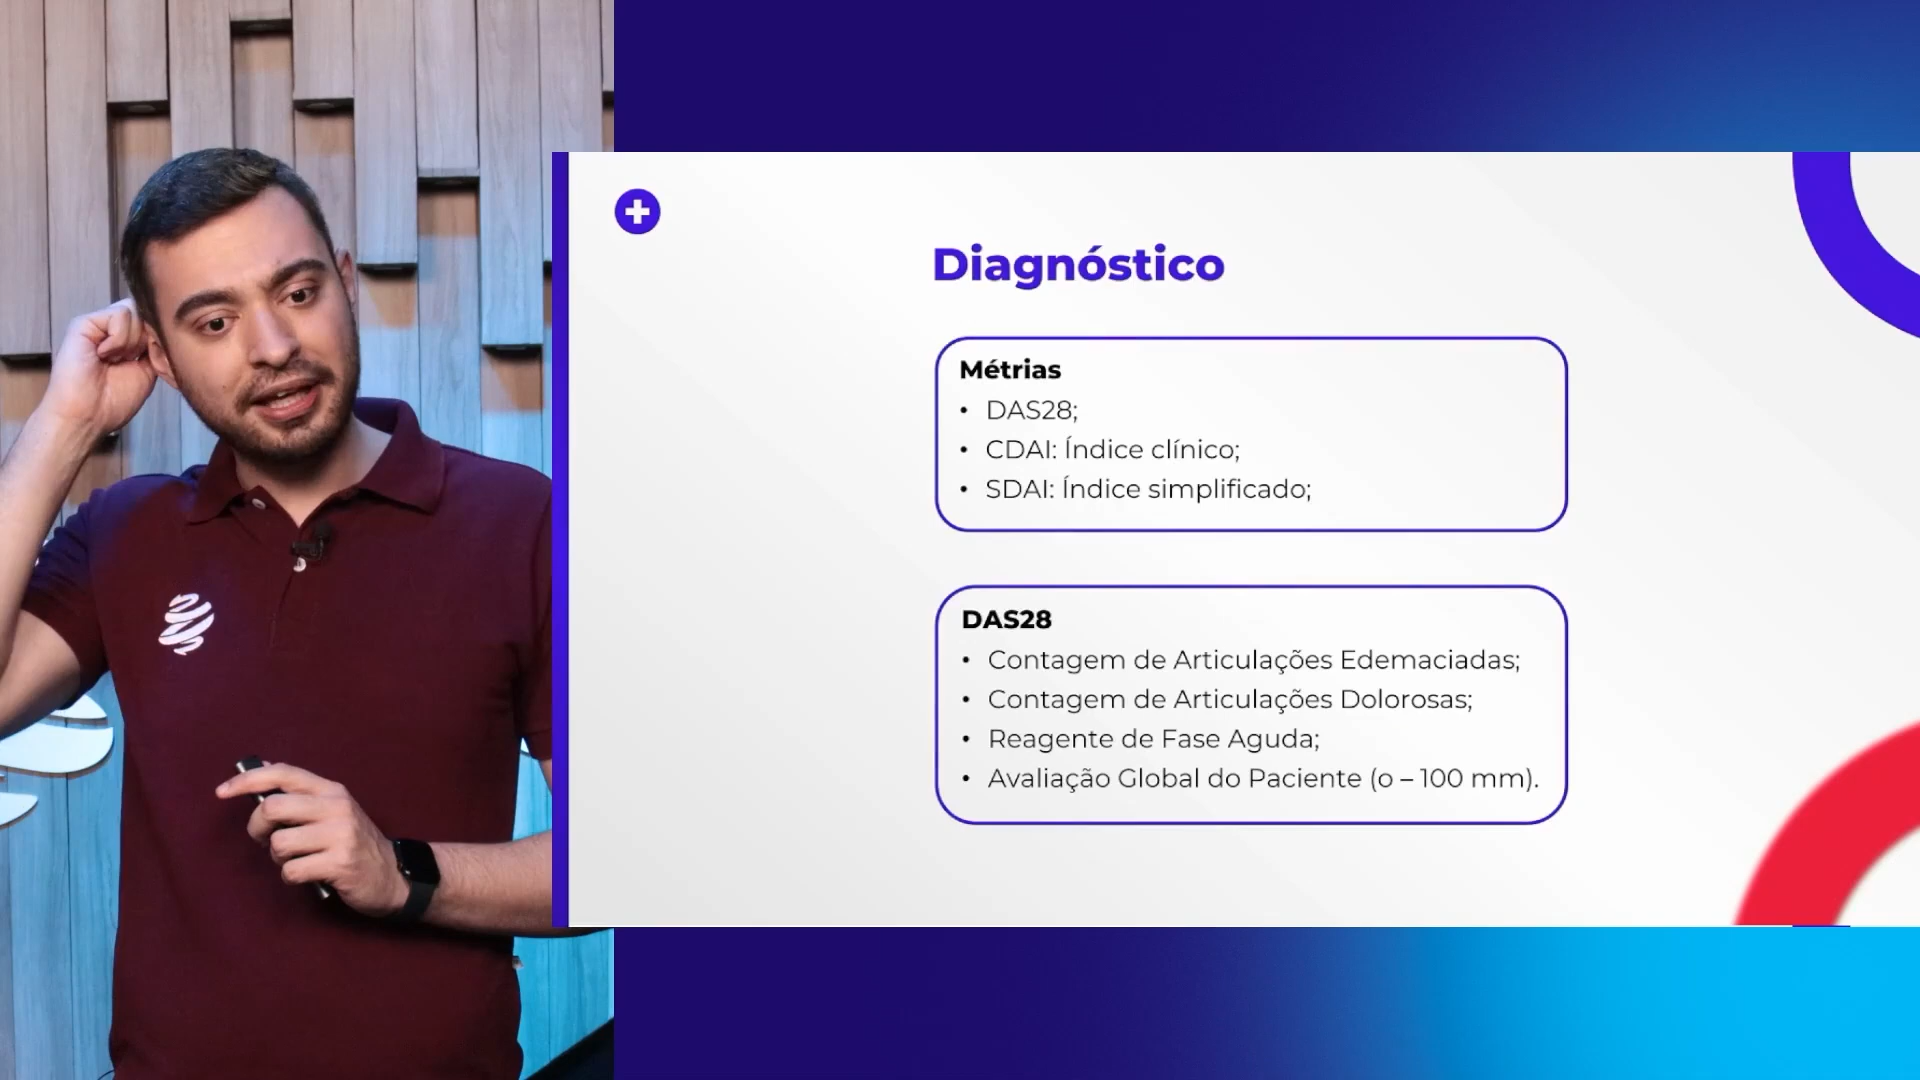 Diagnóstico
Métrias
• DAS28;
• CDAI: Índice clínico;
• SDAI: Índice simplificado;
DAS28
• Contagem de Articulações Edemaciadas;
• Contagem de Articulações Dolorosas;
• Reagente de Fase Aguda;
• Avaliação Global do Paciente (o – 100 mm).